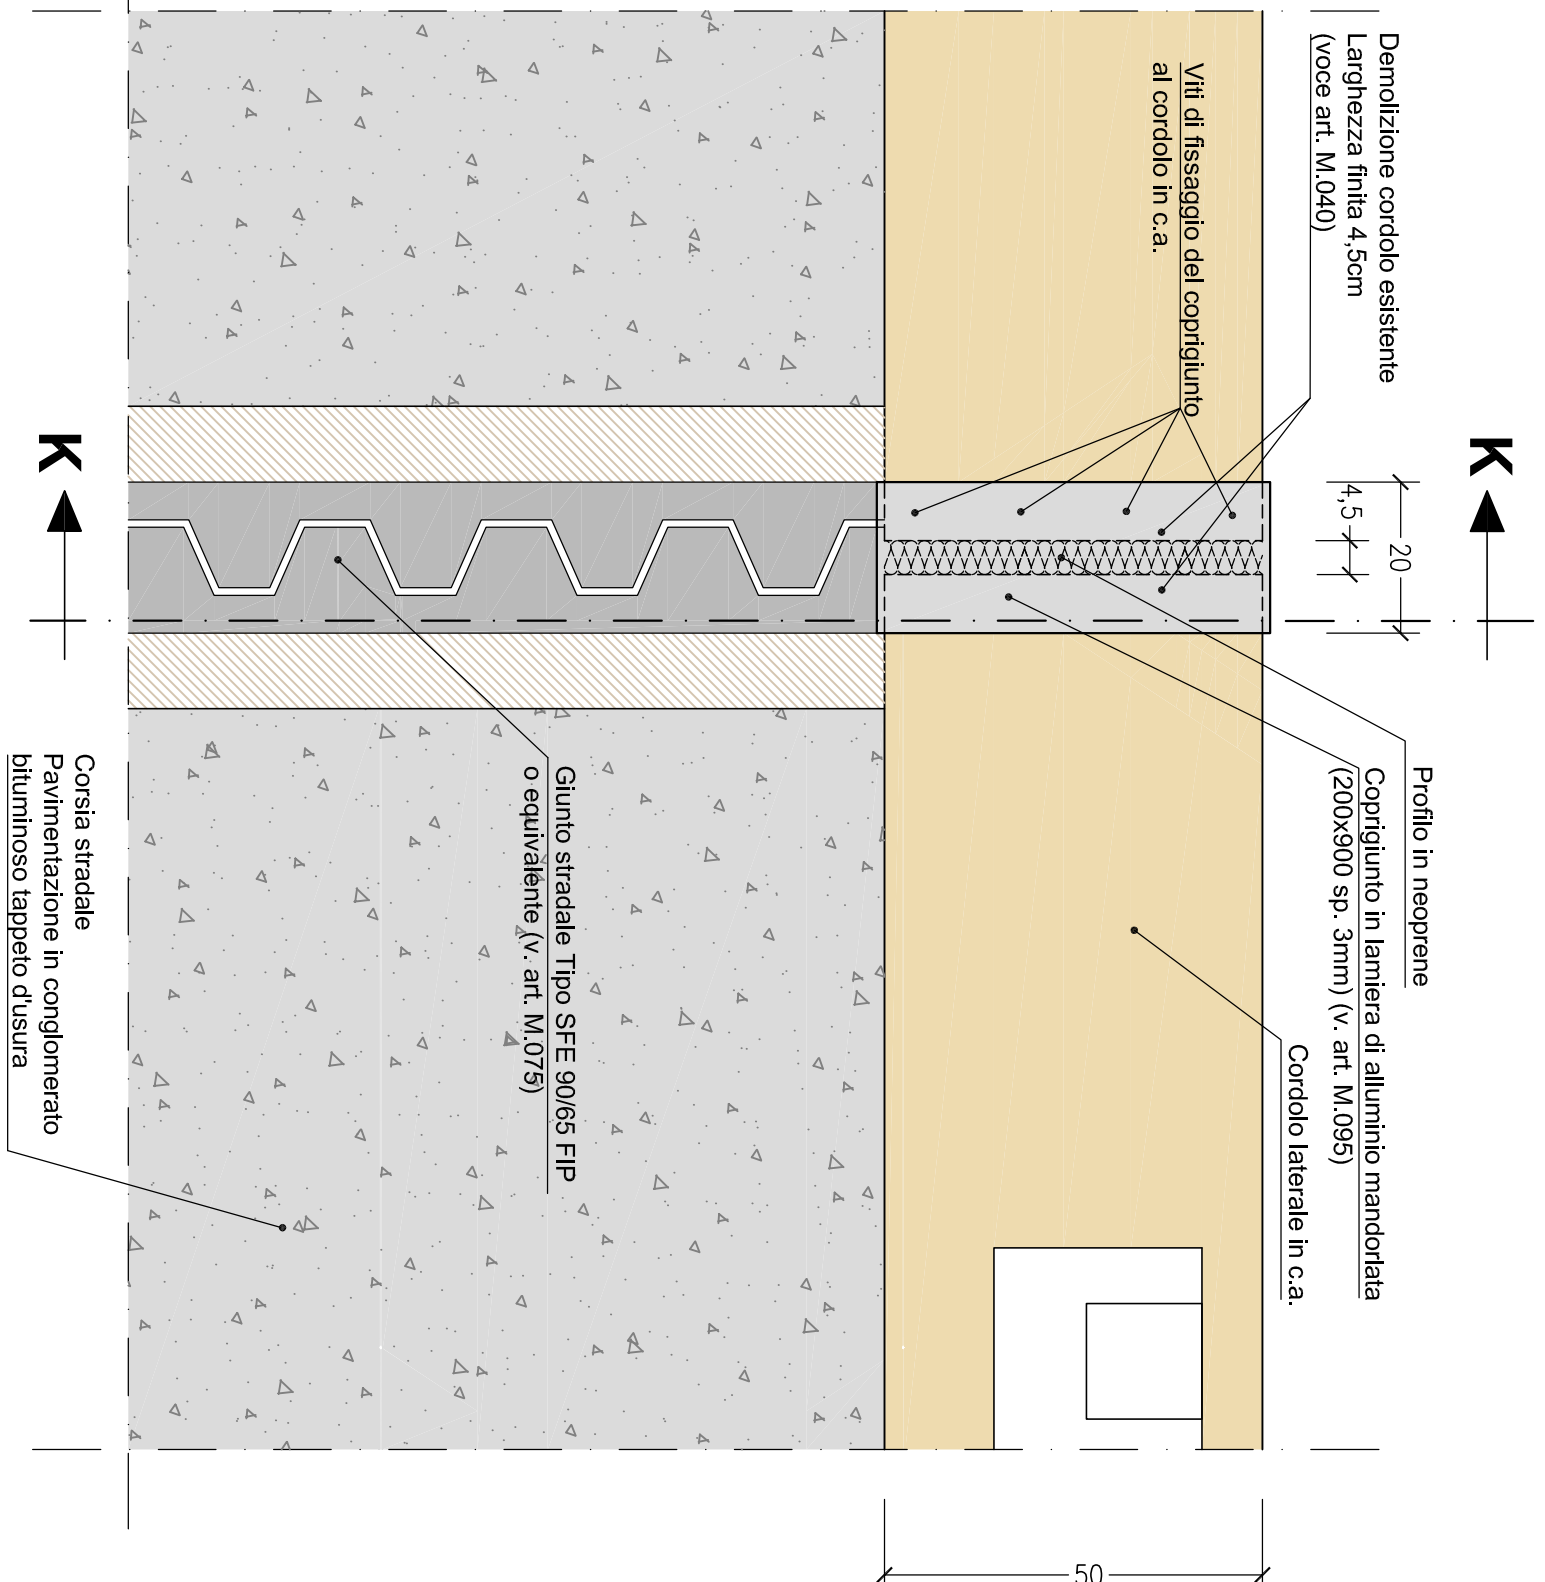 Demolizione cordolo esistente
Larghezza finita 4,5cm
(voce art. M.040)
Viti di fissaggio del coprigiunto
al cordolo in c.a.
K
K
20
4,5
Profilo in neoprene
Coprigiunto in lamiera di alluminio mandorlata
(200x900 sp. 3mm) (v. art. M.095)
Cordolo laterale in c.a.
Giunto stradale Tipo SFE 90/65 FIP
o equivalente (v. art. M.075)
Corsia stradale
Pavimentazione in conglomerato
bituminoso tappeto d'usura
50